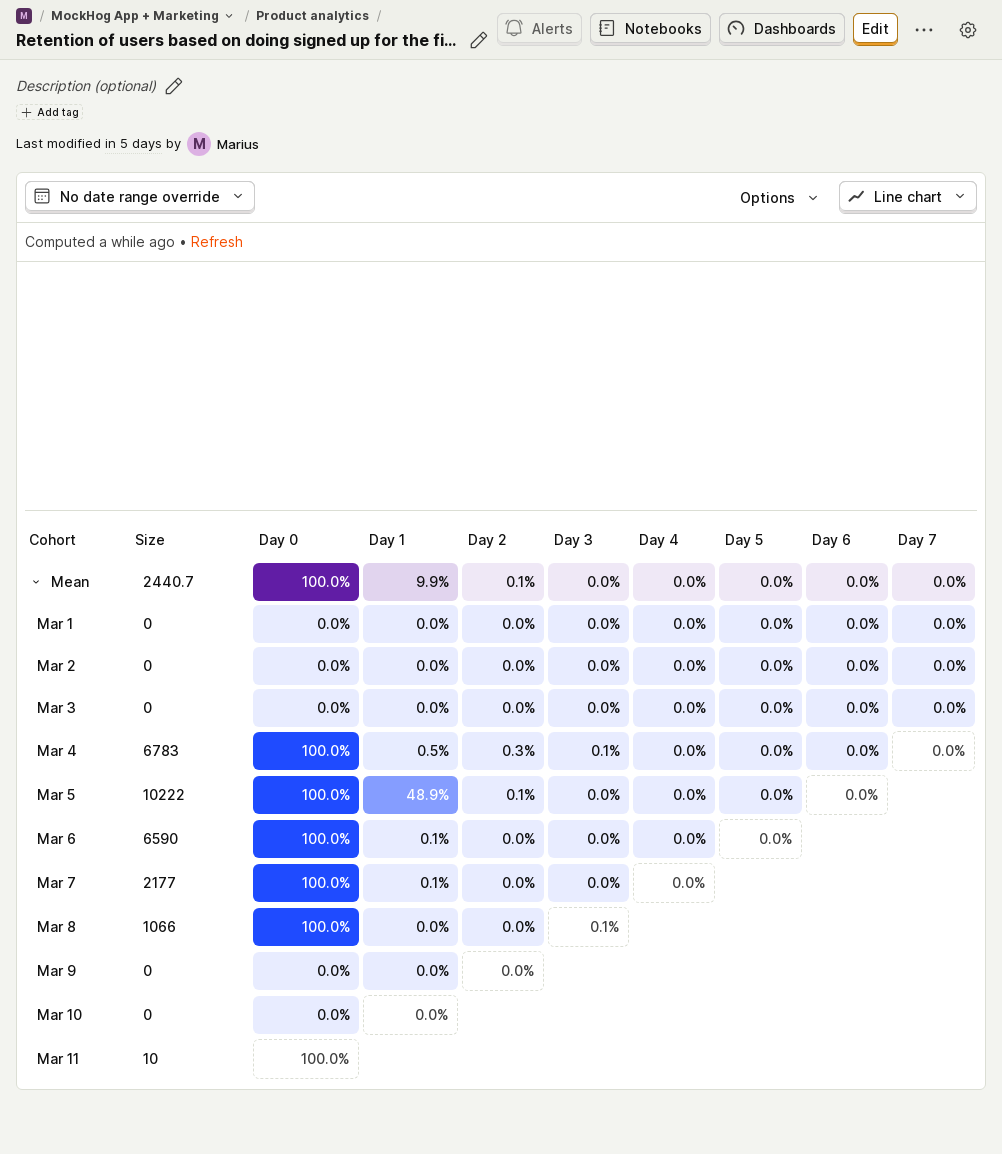 M / MockHog App + Marketing / Product analytics /
Retention of users based on doing signed up for the fi...
Alerts Notebooks Dashboards Edit
Description (optional)
Add tag
Last modified in 5 days by M Marius
No date range override Options Line chart
Computed a while ago • Refresh
Cohort Size Day 0 Day 1 Day 2 Day 3 Day 4 Day 5 Day 6 Day 7
Mean 2440.7 100.0% 9.9% 0.1% 0.0% 0.0% 0.0% 0.0% 0.0%
Mar 1 0 0.0% 0.0% 0.0% 0.0% 0.0% 0.0% 0.0% 0.0%
Mar 2 0 0.0% 0.0% 0.0% 0.0% 0.0% 0.0% 0.0% 0.0%
Mar 3 0 0.0% 0.0% 0.0% 0.0% 0.0% 0.0% 0.0% 0.0%
Mar 4 6783 100.0% 0.5% 0.3% 0.1% 0.0% 0.0% 0.0% 0.0%
Mar 5 10222 100.0% 48.9% 0.1% 0.0% 0.0% 0.0% 0.0%
Mar 6 6590 100.0% 0.1% 0.0% 0.0% 0.0% 0.0%
Mar 7 2177 100.0% 0.1% 0.0% 0.0% 0.0%
Mar 8 1066 100.0% 0.0% 0.0% 0.1%
Mar 9 0 0.0% 0.0% 0.0%
Mar 10 0 0.0% 0.0%
Mar 11 10 100.0%